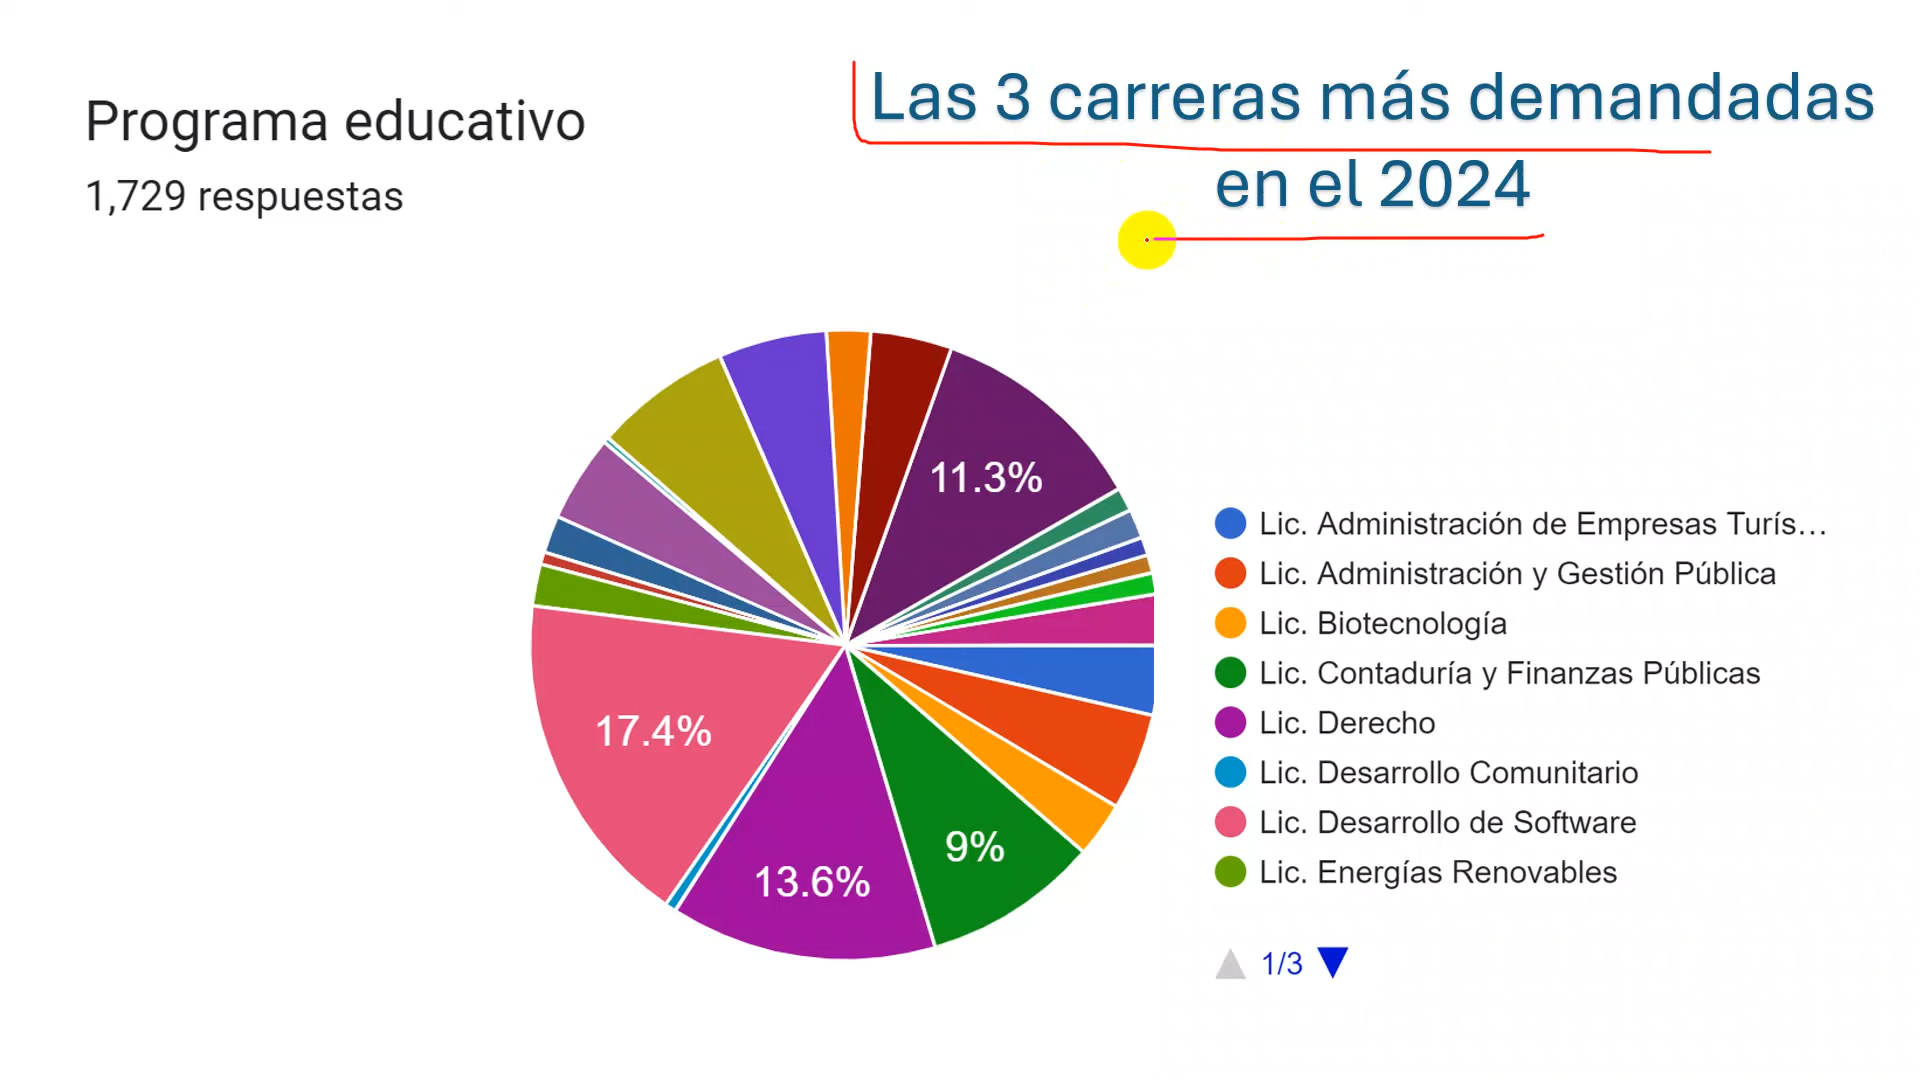 Programa educativo
1,729 respuestas
Las 3 carreras más demandadas
en el 2024
11.3%
17.4%
13.6%
9%
Lic. Administración de Empresas Turís…
Lic. Administración y Gestión Pública
Lic. Biotecnología
Lic. Contaduría y Finanzas Públicas
Lic. Derecho
Lic. Desarrollo Comunitario
Lic. Desarrollo de Software
Lic. Energías Renovables
1/3